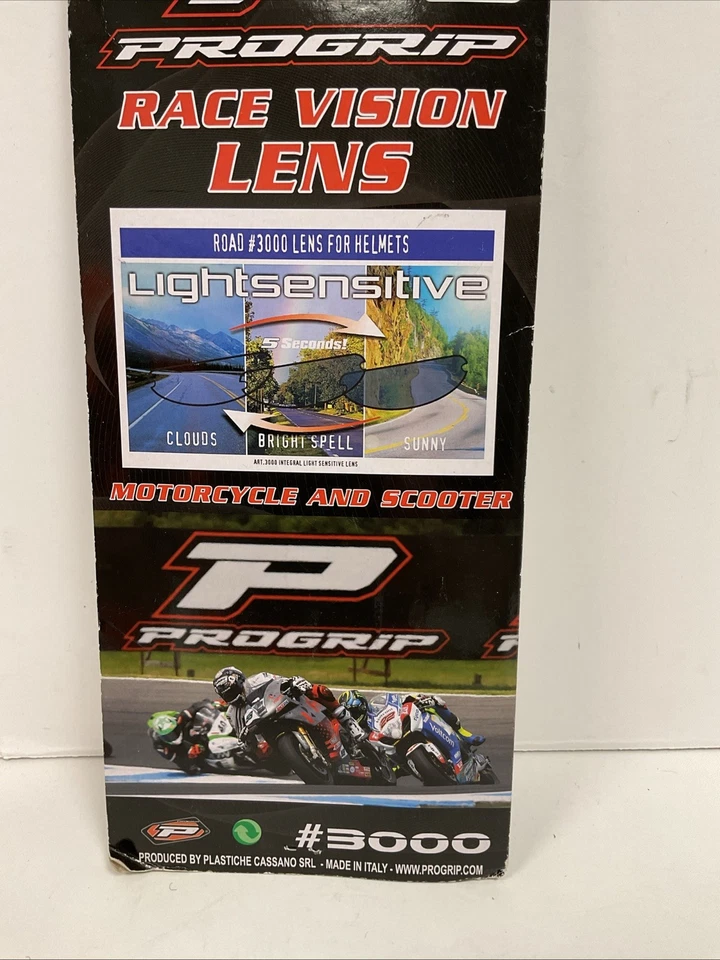 PROGRIP
RACE VISION
LENS
ROAD #3000 LENS FOR HELMETS
Lightsensitive
5 Seconds!
CLOUDS
BRIGHT SPELL
SUNNY
ART.3000 INTEGRAL LIGHT SENSITIVE LENS
MOTORCYCLE AND SCOOTER
P
PROGRIP
voltcom
P
#3000
PRODUCED BY PLASTICHE CASSANO SRL - MADE IN ITALY - WWW.PROGRIP.COM